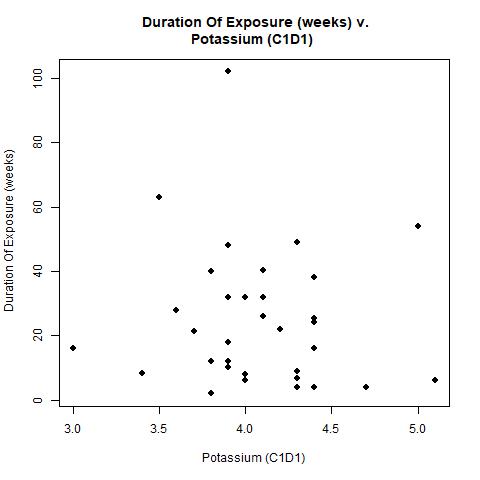 Duration Of Exposure (weeks) v.
Potassium (C1D1)
Duration Of Exposure (weeks)
100
80
60
40
20
0
3.0 3.5 4.0 4.5 5.0
Potassium (C1D1)